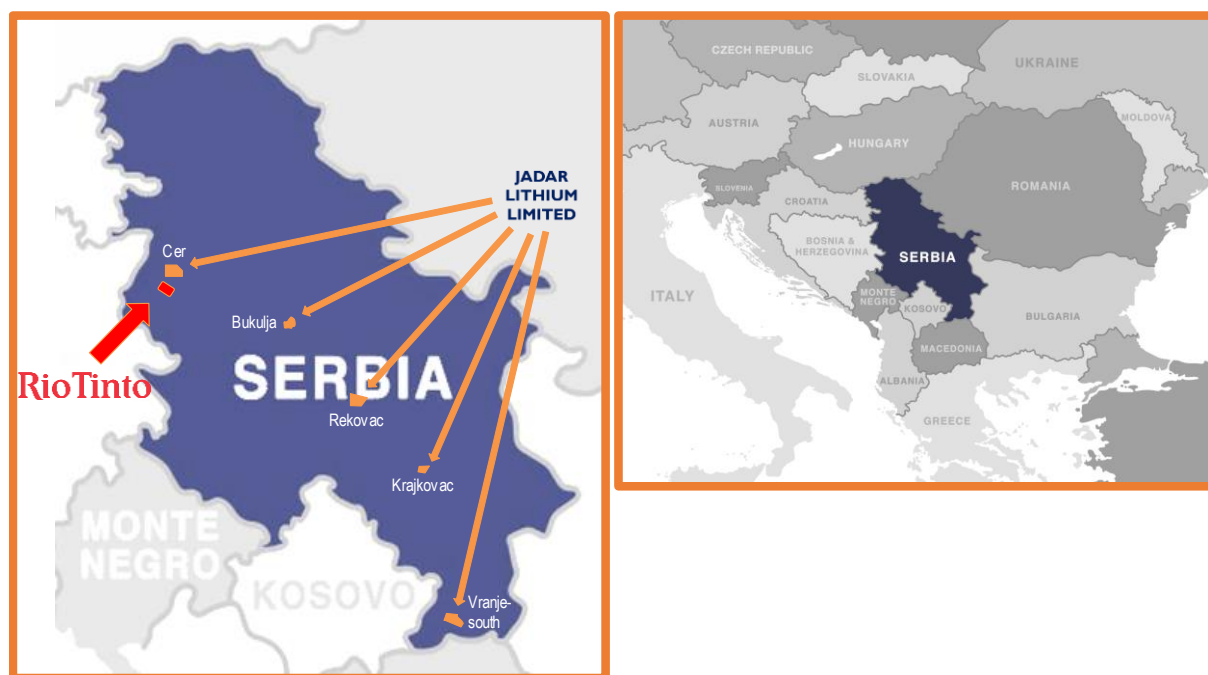 JADAR
LITHIUM
LIMITED
Cer
Bukulja
RioTinto
SERBIA
Rekovac
Krajkovac
MONTE
NEGRO
KOSOVO
Vranje-
south
CZECH REPUBLIC
UKRAINE
SLOVAKIA
MOLDOVA
AUSTRIA
HUNGARY
ROMANIA
SLOVENIA
CROATIA
BOSNIA &
HERZEGOVINA
SERBIA
ITALY
MONTE
NEGRO
KOSOVO
BULGARIA
MACEDONIA
ALBANIA
GREECE